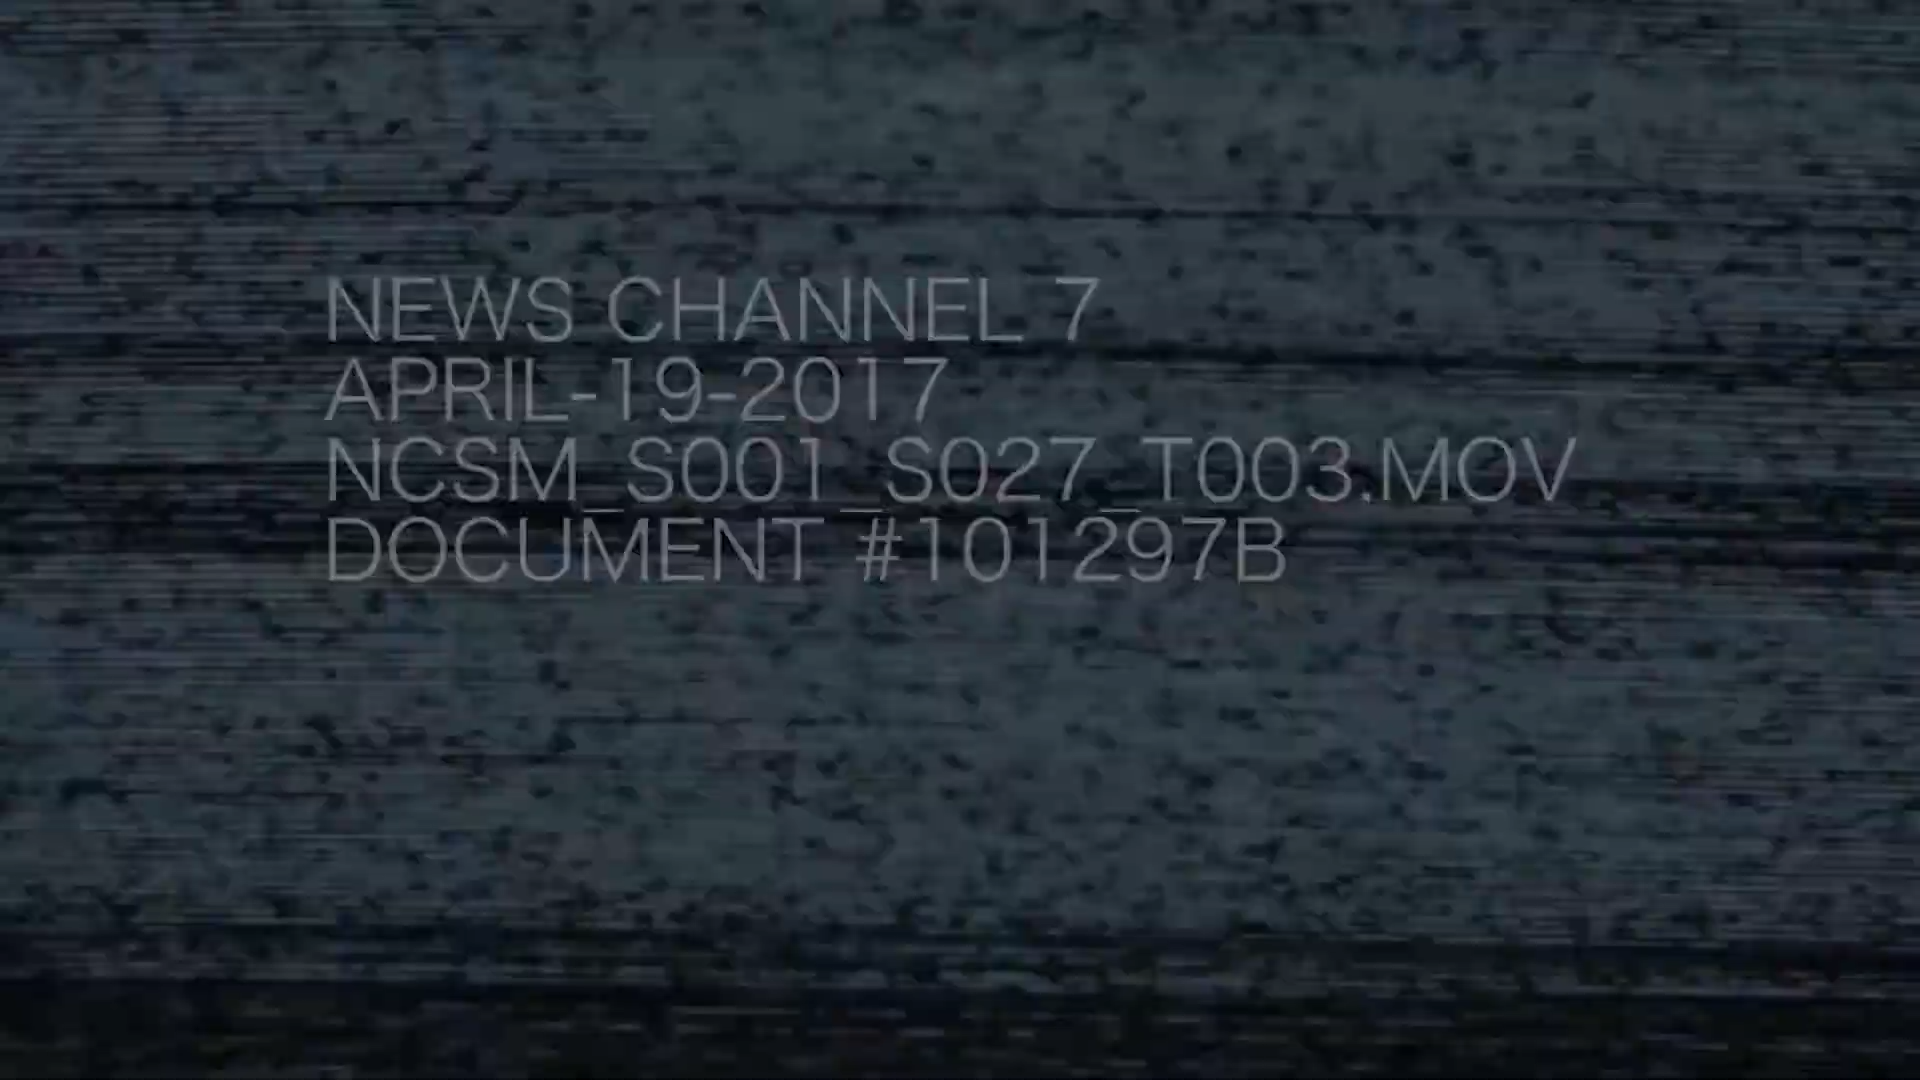 NEWS CHANNEL 7
APRIL-19-2017
NCSM_S001_S027_T003.MOV
DOCUMENT #101297B